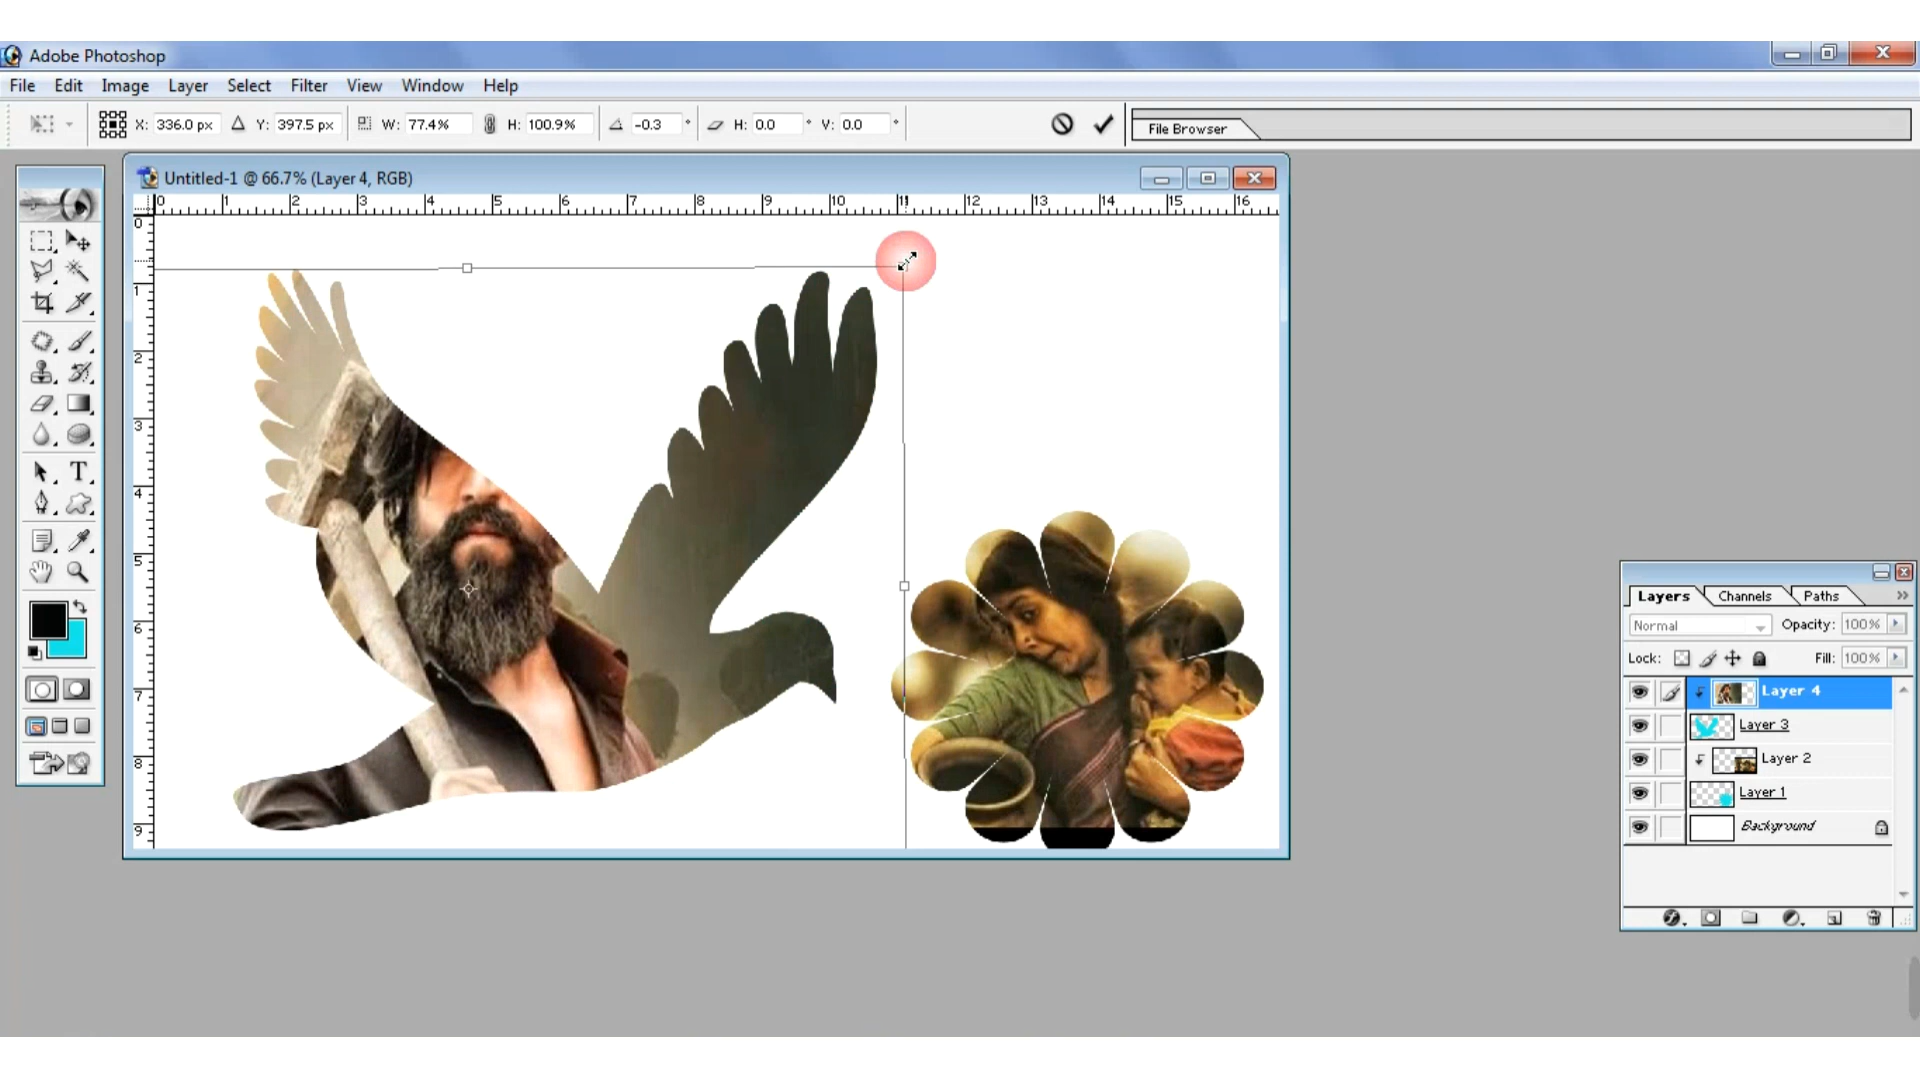 Adobe Photoshop
File Edit Image Layer Select Filter View Window Help
X: 336.0 px Y: 397.5 px W: 77.4% H: 100.9% -0.3 ° H: 0.0 ° V: 0.0 °
File Browser
Untitled-1 @ 66.7% (Layer 4, RGB)
0 1 2 3 4 5 6 7 8 9 10 11 12 13 14 15 16
0
1
2
3
4
5
6
7
8
9
T
Layers Channels Paths »
Normal Opacity: 100%
Lock: Fill: 100%
Layer 4
Layer 3
Layer 2
Layer 1
Background